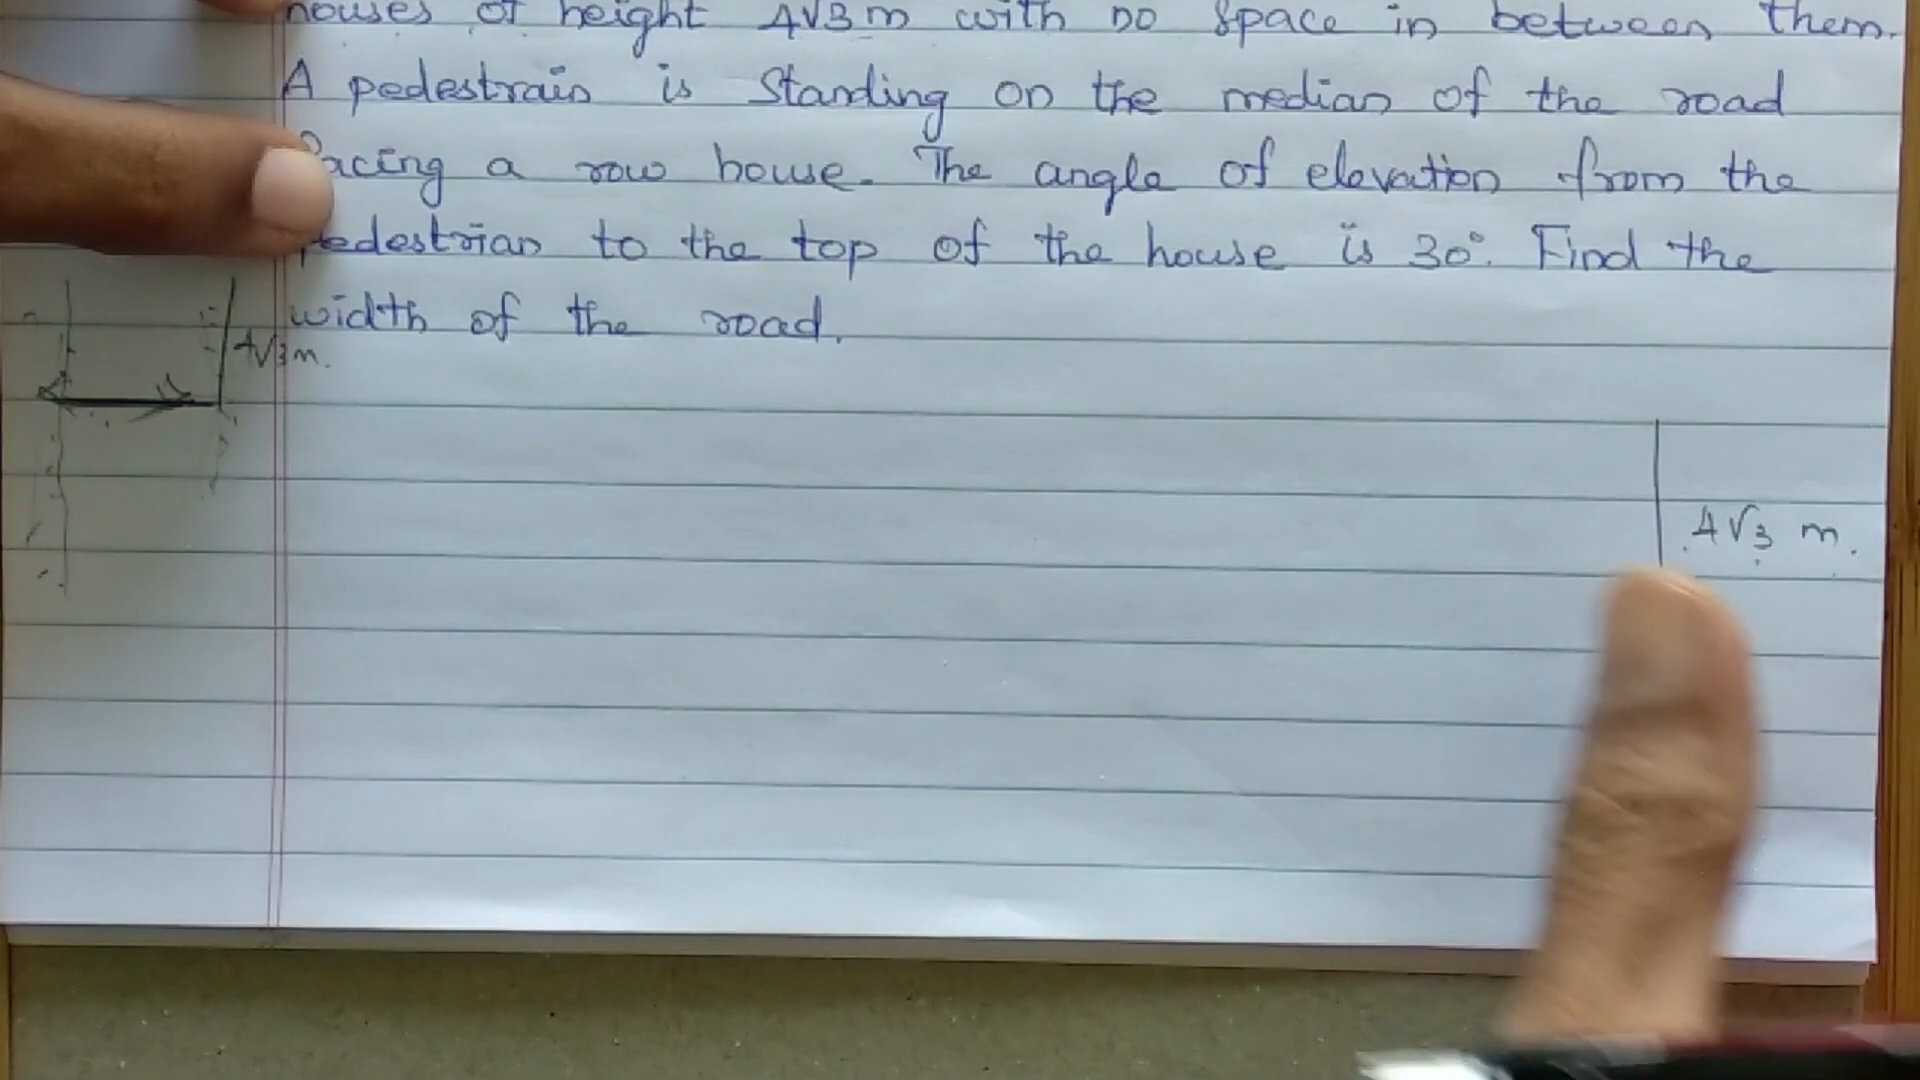 houses of height 4√3 m with no space in between them.
A pedestrain is standing on the median of the road
facing a row house. The angle of elevation from the
pedestrian to the top of the house is 30°. Find the
width of the road.
4√3 m.
4√3 m.